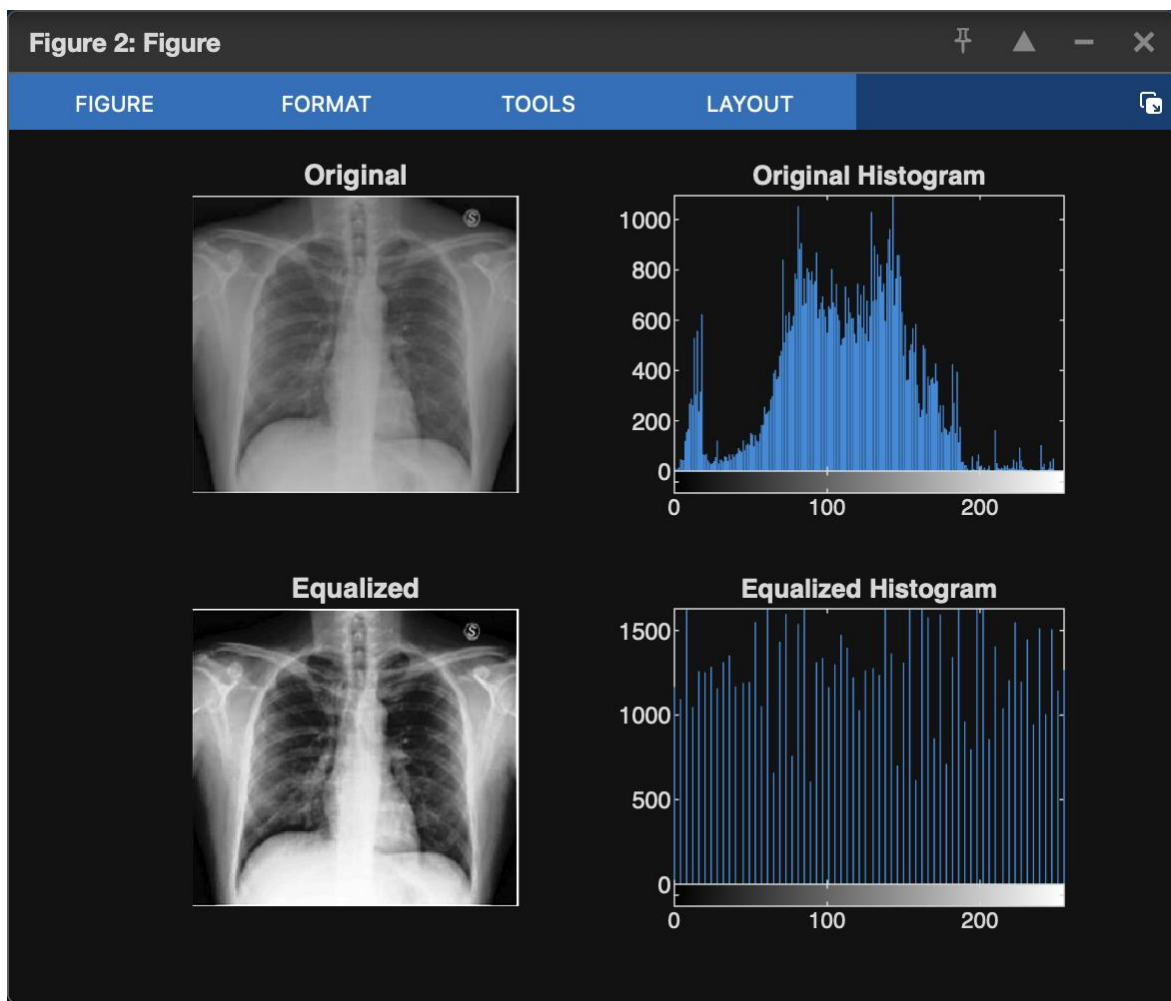 Figure 2: Figure
FIGURE FORMAT TOOLS LAYOUT
Original
S
Original Histogram
1000
800
600
400
200
0
0 100 200
Equalized
S
Equalized Histogram
1500
1000
500
0
0 100 200